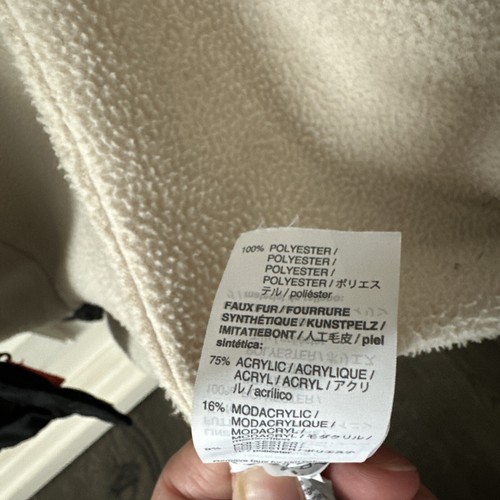 100% POLYESTER /
POLYESTER /
POLYESTER /
POLYESTER / ポリエス
テル / poliéster
FAUX FUR / FOURRURE
SYNTHÉTIQUE / KUNSTPELZ /
IMITATIEBONT / 人工毛皮 / piel
sintética:
75% ACRYLIC / ACRYLIQUE /
ACRYL / ACRYL / アクリ
ル / acrílico
16% MODACRYLIC /
MODACRYLIQUE /
MODACRYL /